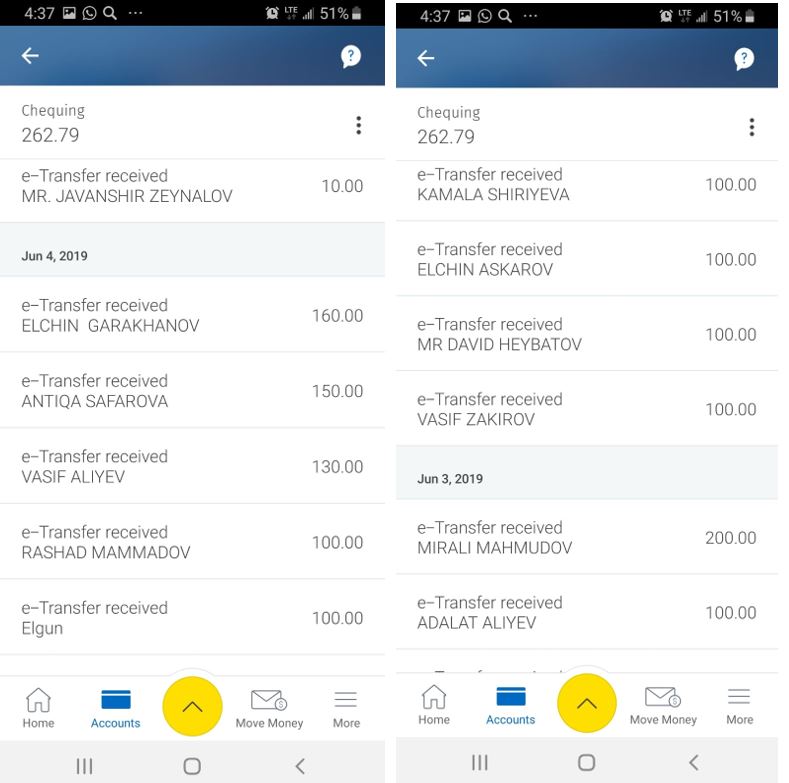 4:37 ... LTE 51%
?
Chequing
262.79
e-Transfer received
MR. JAVANSHIR ZEYNALOV 10.00
Jun 4, 2019
e-Transfer received
ELCHIN GARAKHANOV 160.00
e-Transfer received
ANTIQA SAFAROVA 150.00
e-Transfer received
VASIF ALIYEV 130.00
e-Transfer received
RASHAD MAMMADOV 100.00
e-Transfer received
Elgun 100.00
Home Accounts $ Move Money More
4:37 ... LTE 51%
?
Chequing
262.79
e-Transfer received
KAMALA SHIRIYEVA 100.00
e-Transfer received
ELCHIN ASKAROV 100.00
e-Transfer received
MR DAVID HEYBATOV 100.00
e-Transfer received
VASIF ZAKIROV 100.00
Jun 3, 2019
e-Transfer received
MIRALI MAHMUDOV 200.00
e-Transfer received
ADALAT ALIYEV 100.00
Home Accounts $ Move Money More